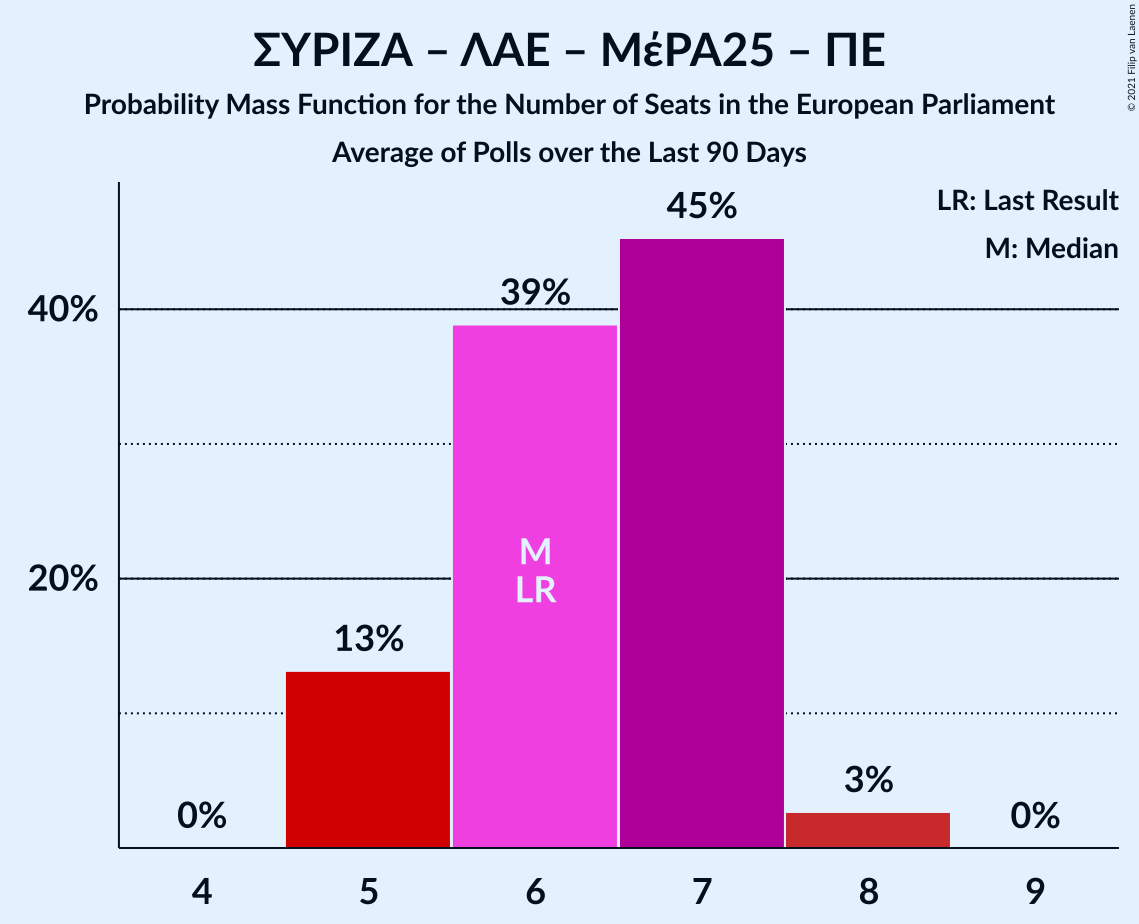 ΣΥΡΙΖΑ – ΛΑΕ – ΜέΡΑ25 – ΠΕ
Probability Mass Function for the Number of Seats in the European Parliament
Average of Polls over the Last 90 Days
© 2021 Filip van Laenen
LR: Last Result
M: Median
45%
39%
40%
M
LR
20%
13%
3%
0%
0%
4 5 6 7 8 9